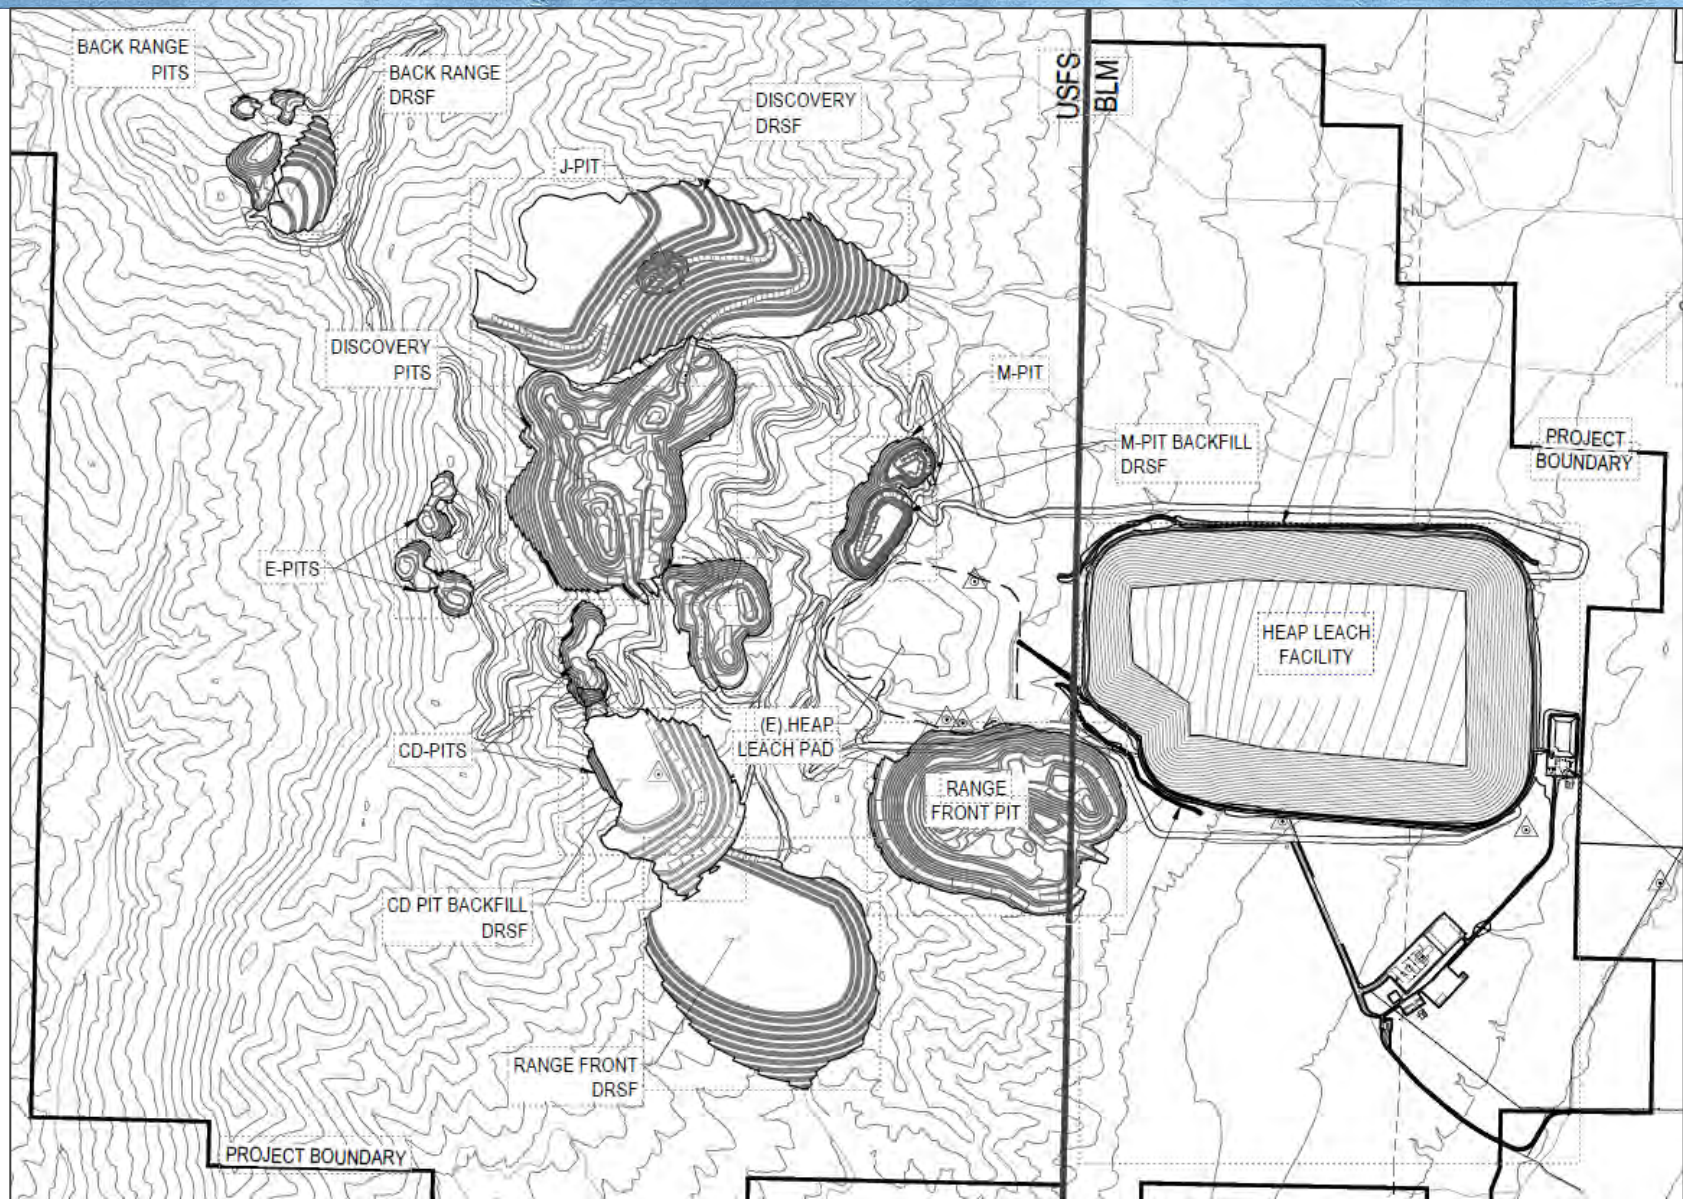 BACK RANGE
PITS
BACK RANGE
DRSF
DISCOVERY
DRSF
USFS
BLM
J-PIT
DISCOVERY
PITS
M-PIT
M-PIT BACKFILL
DRSF
PROJECT
BOUNDARY
E-PITS
HEAP LEACH
FACILITY
(E) HEAP
LEACH PAD
CD-PITS
RANGE
FRONT PIT
CD PIT BACKFILL
DRSF
RANGE FRONT
DRSF
PROJECT BOUNDARY